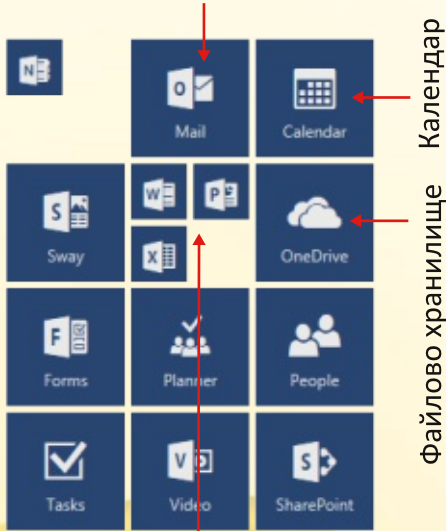 N
O
Mail
Calendar
Календар
S
Sway
W
P
X
OneDrive
Файлово хранилище
F
Forms
Planner
People
Tasks
V
Video
S
SharePoint